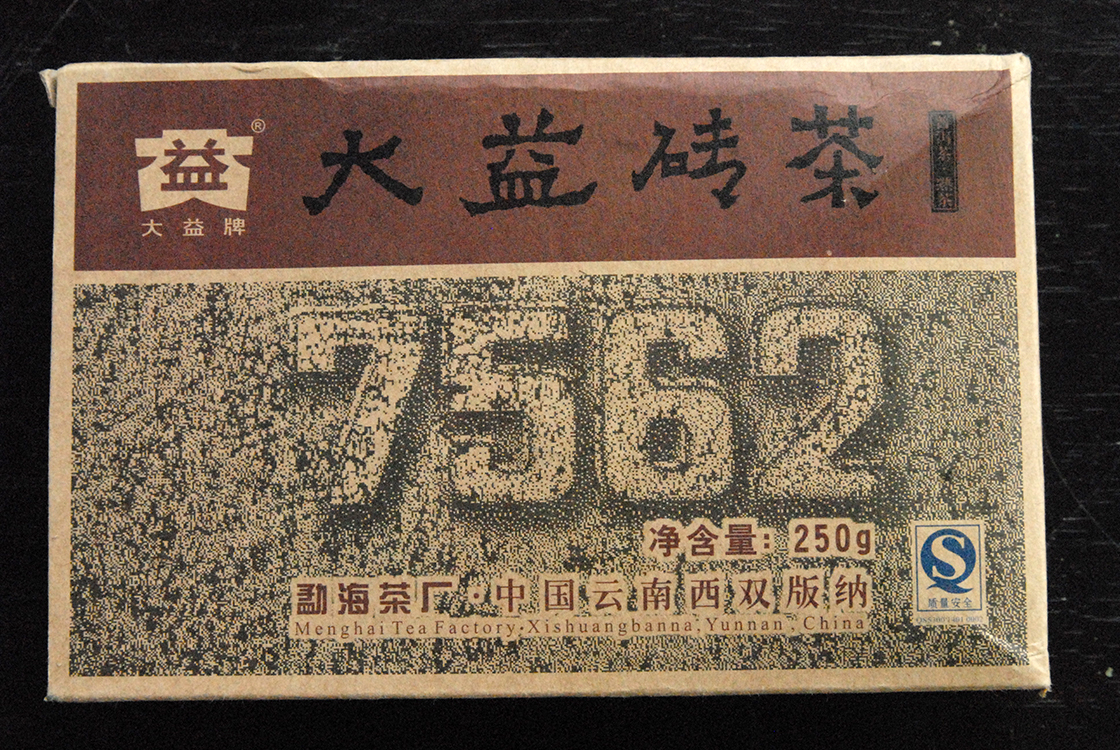 益®
大益牌
大益砖茶
7562
净含量：250g
勐海茶厂·中国云南西双版纳
Menghai Tea Factory·Xishuangbanna·Yunnan·China
质量安全